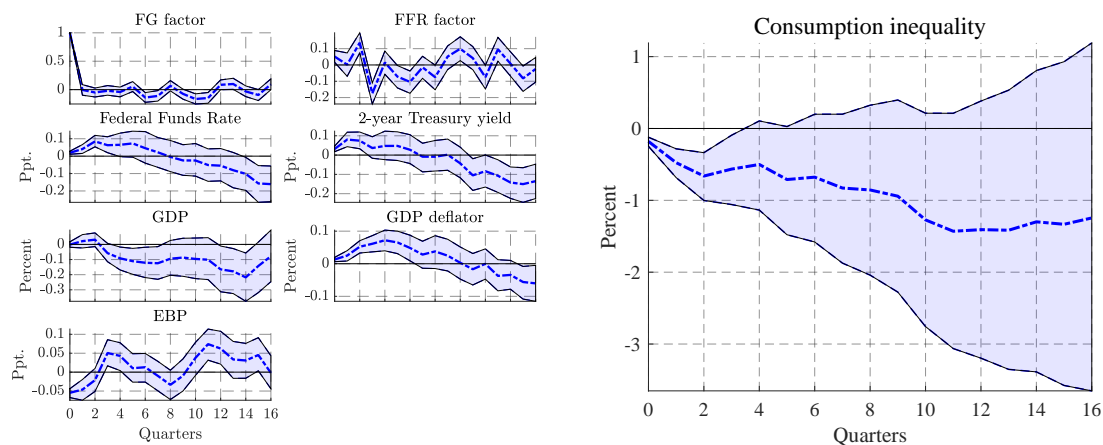 FG factor
1
0.5
0
FFR factor
0.1
0
-0.1
-0.2
Federal Funds Rate
Ppt.
0.1
0
-0.1
-0.2
2-year Treasury yield
Ppt.
0.1
0
-0.1
-0.2
GDP
Percent
0
-0.1
-0.2
-0.3
GDP deflator
Percent
0.1
0
-0.1
EBP
Ppt.
0.1
0.05
0
-0.05
0 2 4 6 8 10 12 14 16
Quarters
Consumption inequality
Percent
1
0
-1
-2
-3
0 2 4 6 8 10 12 14 16
Quarters